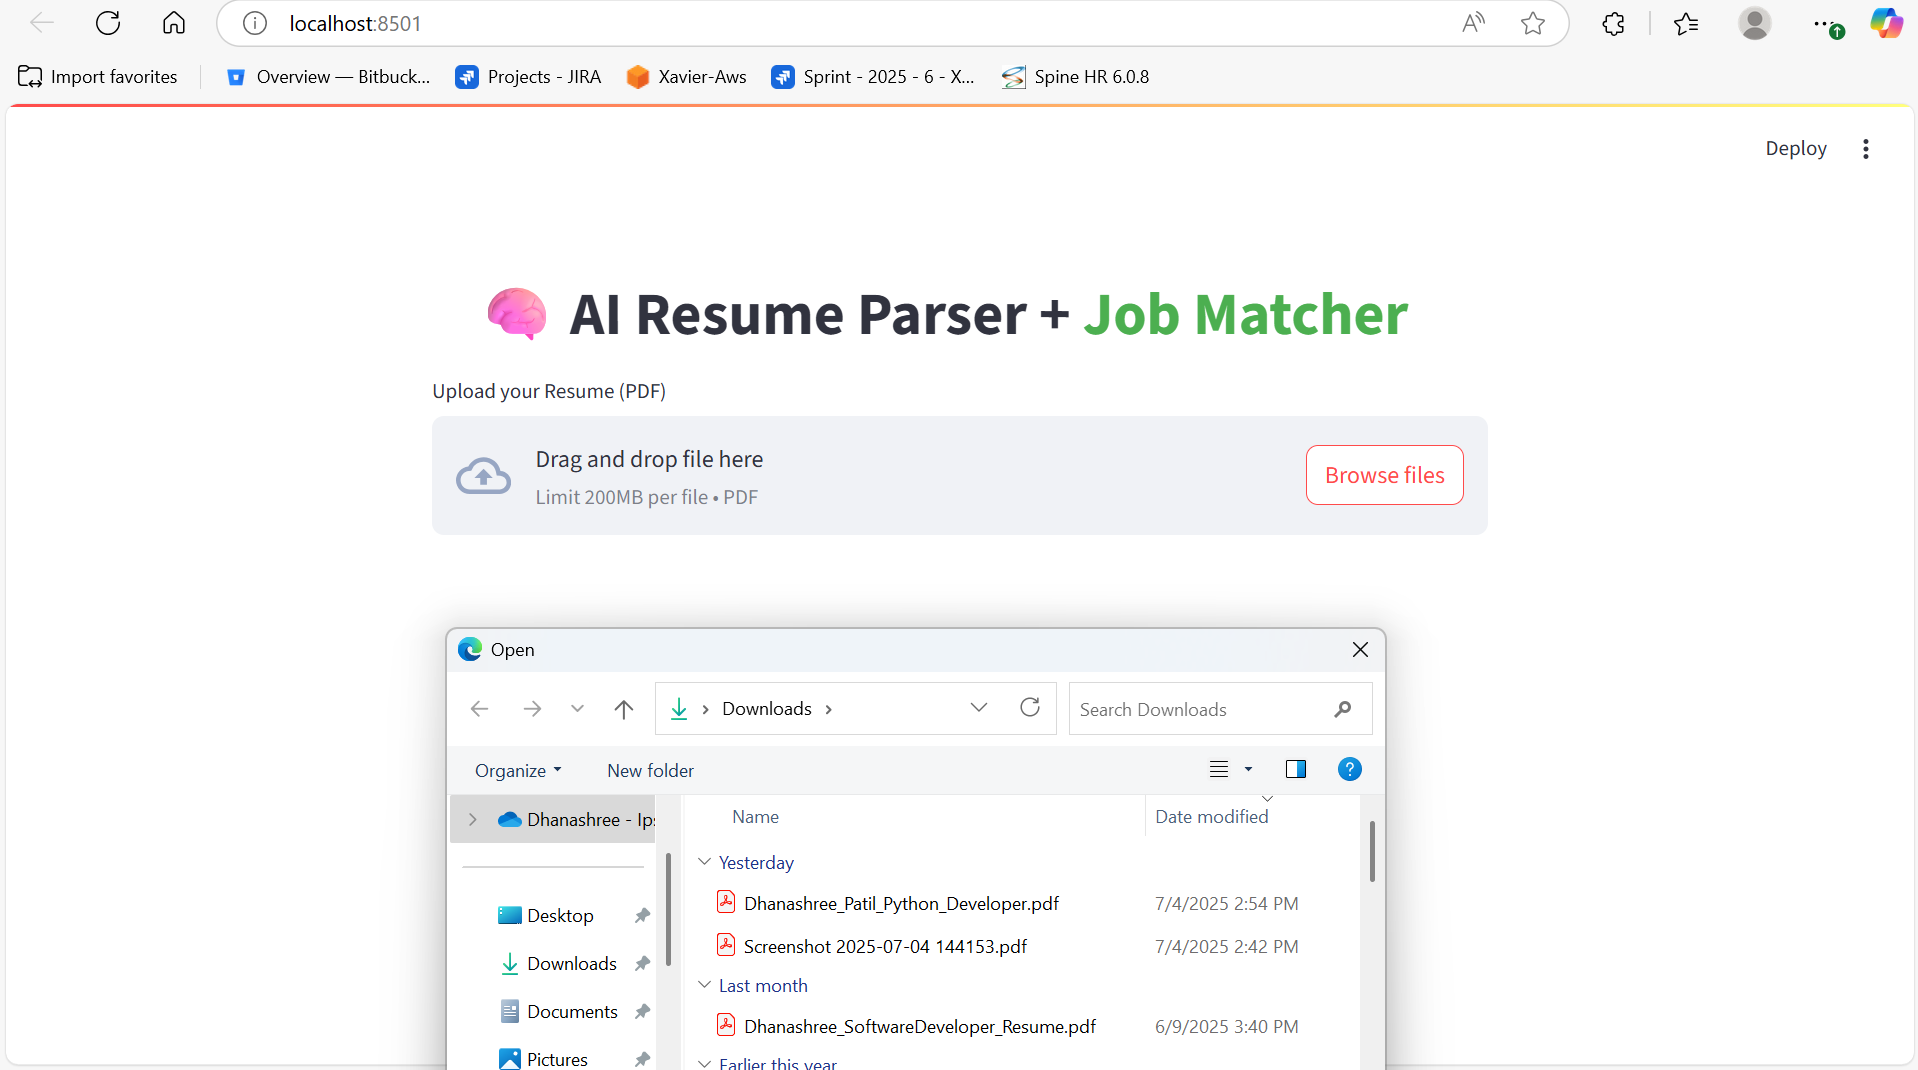 localhost:8501
Import favorites
Overview — Bitbuck...
Projects - JIRA
Xavier-Aws
Sprint - 2025 - 6 - X...
Spine HR 6.0.8
Deploy
AI Resume Parser + Job Matcher
Upload your Resume (PDF)
Drag and drop file here
Limit 200MB per file • PDF
Browse files
Open
Downloads
Search Downloads
Organize
New folder
Dhanashree - Ips
Name
Date modified
Yesterday
Dhanashree_Patil_Python_Developer.pdf 7/4/2025 2:54 PM
Screenshot 2025-07-04 144153.pdf 7/4/2025 2:42 PM
Last month
Dhanashree_SoftwareDeveloper_Resume.pdf 6/9/2025 3:40 PM
Earlier this year
Desktop
Downloads
Documents
Pictures